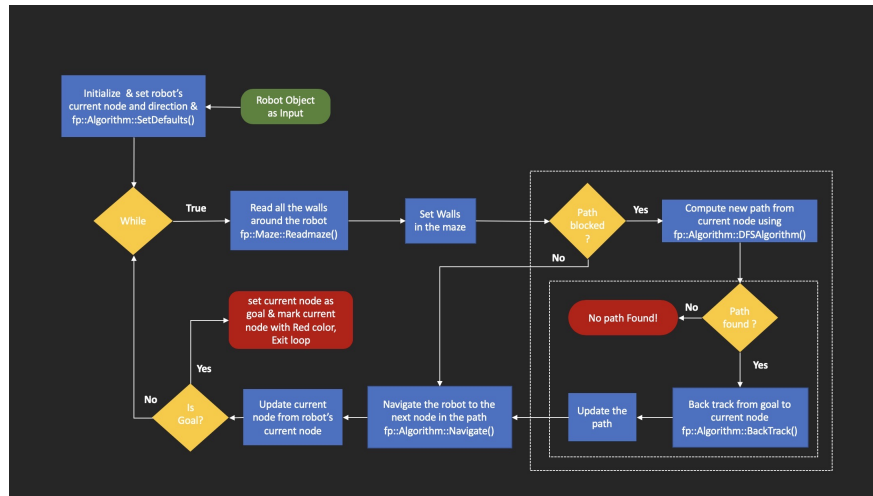 Initialize & set robot's
current node and direction &
fp::Algorithm::SetDefaults()
Robot Object
as Input
While
True
Read all the walls
around the robot
fp::Maze::Readmaze()
Set Walls
in the maze
Path
blocked
?
Yes
Compute new path from
current node using
fp::Algorithm::DFSAlgorithm()
No
Path
found ?
No
No path Found!
Yes
Back track from goal to
current node
fp::Algorithm::BackTrack()
Update the
path
Navigate the robot to the
next node in the path
fp::Algorithm::Navigate()
Update current
node from robot's
current node
Is
Goal?
Yes
set current node as
goal & mark current
node with Red color,
Exit loop
No